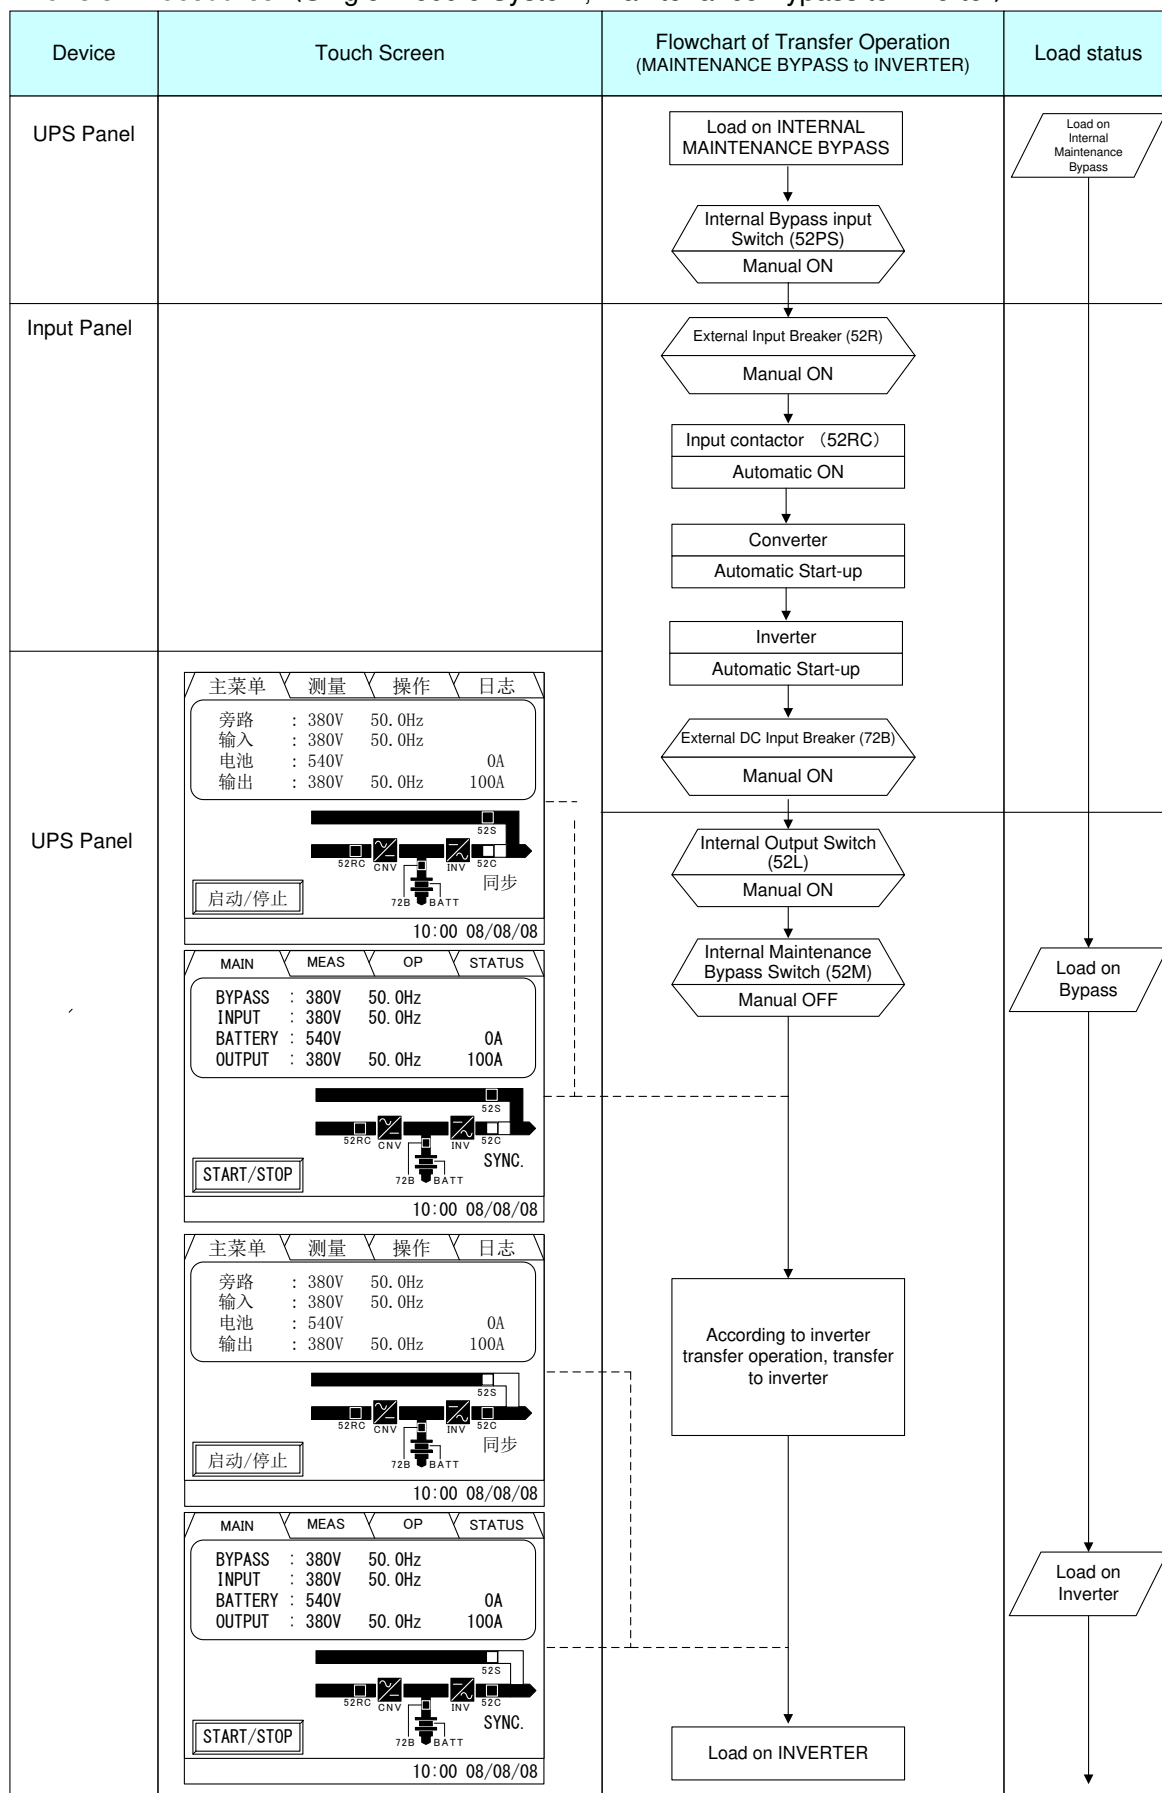 Device
Touch Screen
Flowchart of Transfer Operation
(MAINTENANCE BYPASS to INVERTER)
Load status
UPS Panel
Load on INTERNAL
MAINTENANCE BYPASS
Load on
Internal
Maintenance
Bypass
Internal Bypass input
Switch (52PS)
Manual ON
Input Panel
External Input Breaker (52R)
Manual ON
Input contactor （52RC）
Automatic ON
Converter
Automatic Start-up
Inverter
Automatic Start-up
External DC Input Breaker (72B)
Manual ON
UPS Panel
主菜单 测量 操作 日志
旁路 : 380V 50.0Hz
输入 : 380V 50.0Hz
电池 : 540V 0A
输出 : 380V 50.0Hz 100A
52S
52RC CNV INV 52C
同步
72B BATT
启动/停止
10:00 08/08/08
Internal Output Switch
(52L)
Manual ON
Internal Maintenance
Bypass Switch (52M)
Manual OFF
Load on
Bypass
MAIN MEAS OP STATUS
BYPASS : 380V 50.0Hz
INPUT : 380V 50.0Hz
BATTERY : 540V 0A
OUTPUT : 380V 50.0Hz 100A
52S
52RC CNV INV 52C
SYNC.
72B BATT
START/STOP
10:00 08/08/08
主菜单 测量 操作 日志
旁路 : 380V 50.0Hz
输入 : 380V 50.0Hz
电池 : 540V 0A
输出 : 380V 50.0Hz 100A
52S
52RC CNV INV 52C
同步
72B BATT
启动/停止
10:00 08/08/08
According to inverter
transfer operation, transfer
to inverter
MAIN MEAS OP STATUS
BYPASS : 380V 50.0Hz
INPUT : 380V 50.0Hz
BATTERY : 540V 0A
OUTPUT : 380V 50.0Hz 100A
52S
52RC CNV INV 52C
SYNC.
72B BATT
START/STOP
10:00 08/08/08
Load on
Inverter
Load on INVERTER